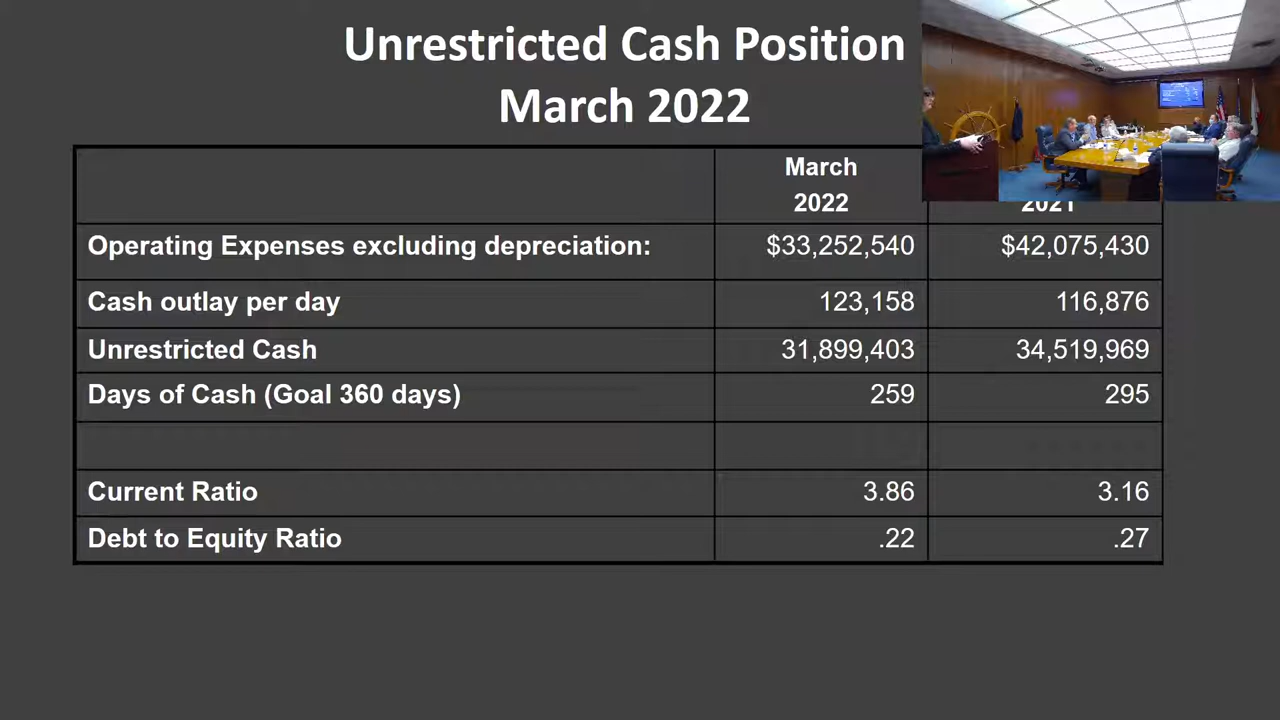 Unrestricted Cash Position
March 2022
March
2022
2021
Operating Expenses excluding depreciation: $33,252,540 $42,075,430
Cash outlay per day 123,158 116,876
Unrestricted Cash 31,899,403 34,519,969
Days of Cash (Goal 360 days) 259 295
Current Ratio 3.86 3.16
Debt to Equity Ratio .22 .27